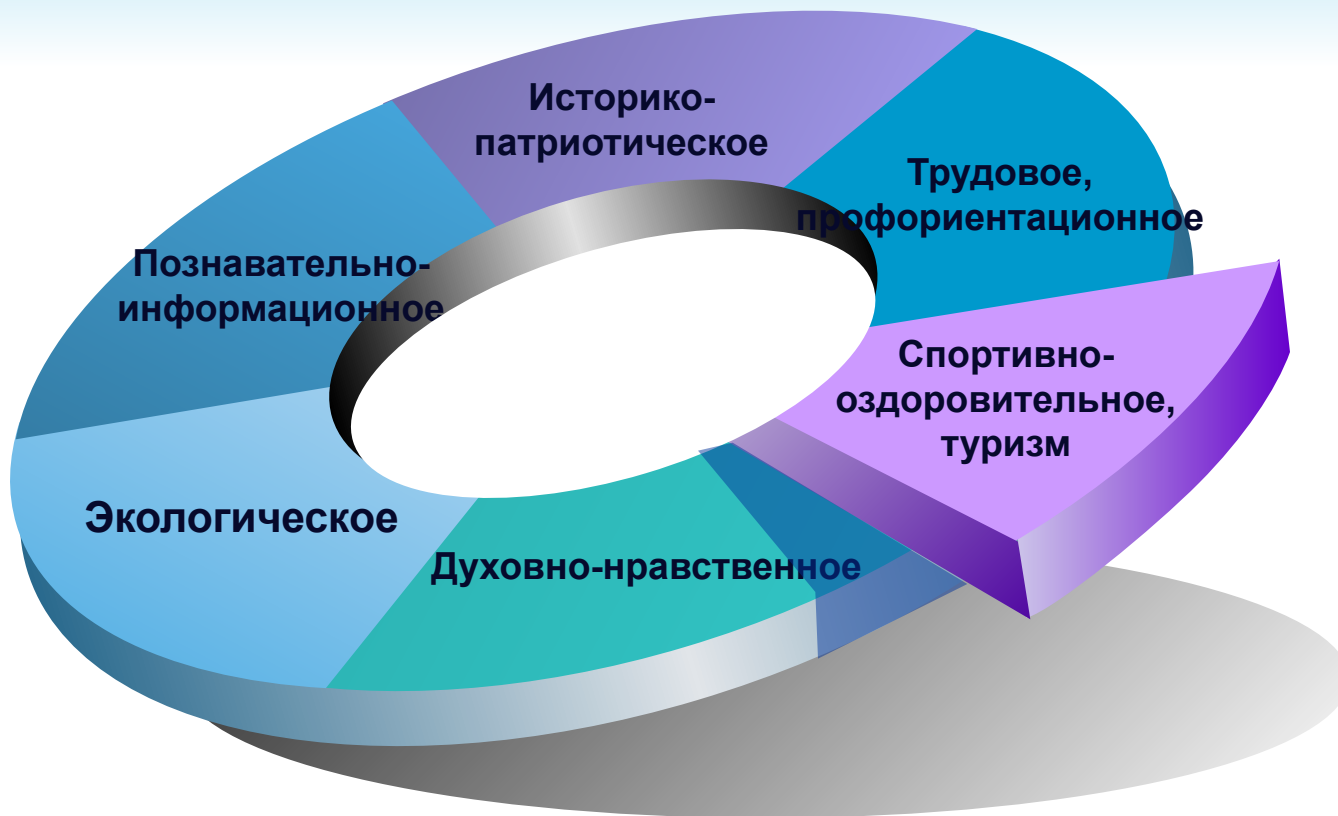 Историко-
патриотическое
Трудовое,
профориентационное
Познавательно-
информационное
Спортивно-
оздоровительное,
туризм
Экологическое
Духовно-нравственное